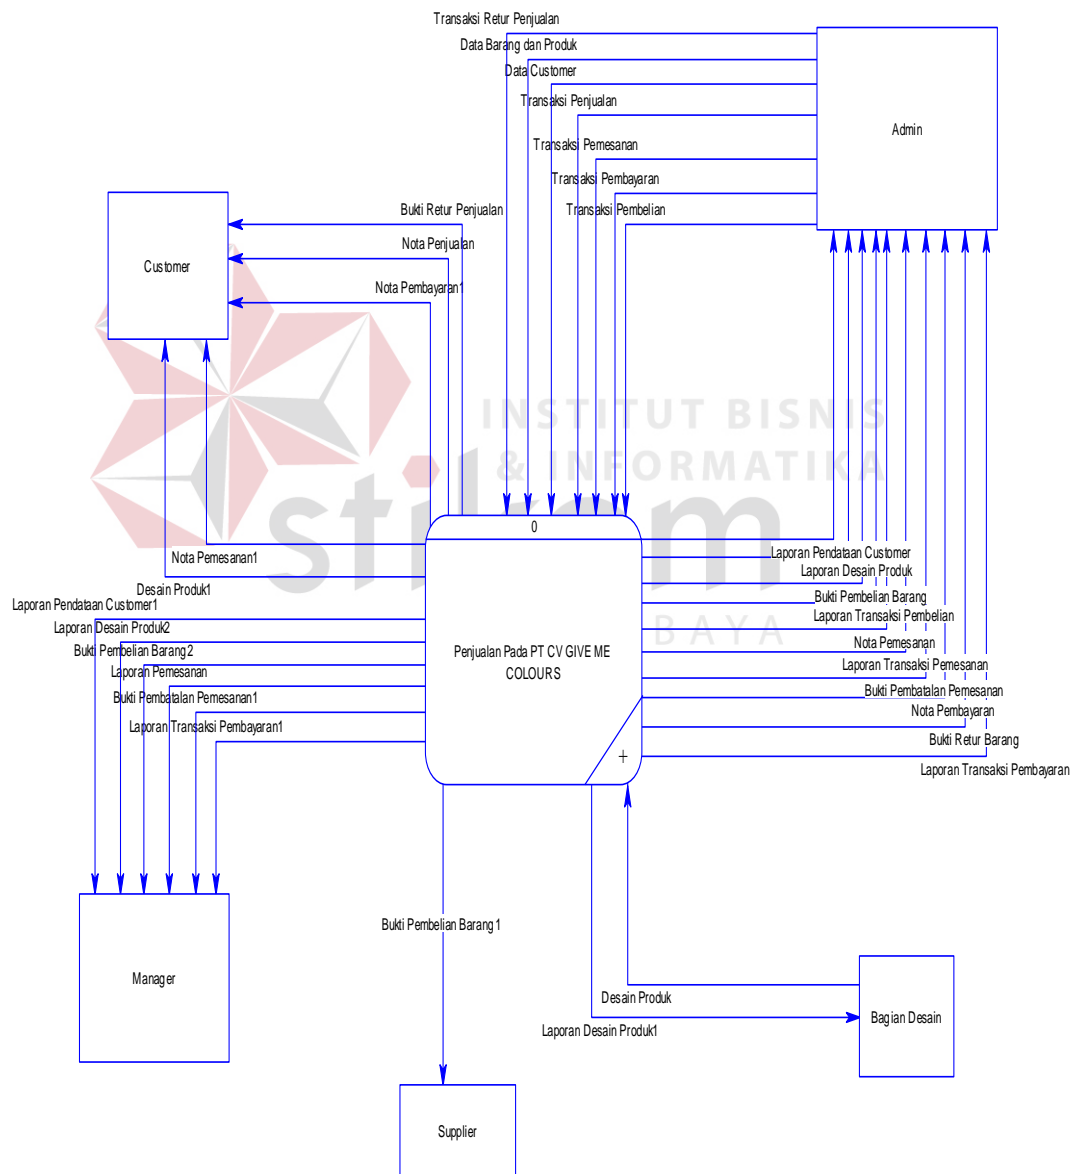 Transaksi Retur Penjualan
Data Barang dan Produk
Data Customer
Transaksi Penjualan
Transaksi Pemesanan
Transaksi Pembayaran
Transaksi Pembelian
Admin
Customer
Bukti Retur Penjualan
Nota Penjualan
Nota Pembayaran1
INSTITUT BISNIS
& INFORMATIKA
stikom
SURABAYA
0
Penjualan Pada PT CV GIVE ME
COLOURS
+
Nota Pemesanan1
Desain Produk1
Laporan Pendataan Customer1
Laporan Desain Produk2
Bukti Pembelian Barang2
Laporan Pemesanan
Bukti Pembatalan Pemesanan1
Laporan Transaksi Pembayaran1
Laporan Pendataan Customer
Laporan Desain Produk
Bukti Pembelian Barang
Laporan Transaksi Pembelian
Nota Pemesanan
Laporan Transaksi Pemesanan
Bukti Pembatalan Pemesanan
Nota Pembayaran
Bukti Retur Barang
Laporan Transaksi Pembayaran
Manager
Bukti Pembelian Barang1
Desain Produk
Laporan Desain Produk1
Bagian Desain
Supplier